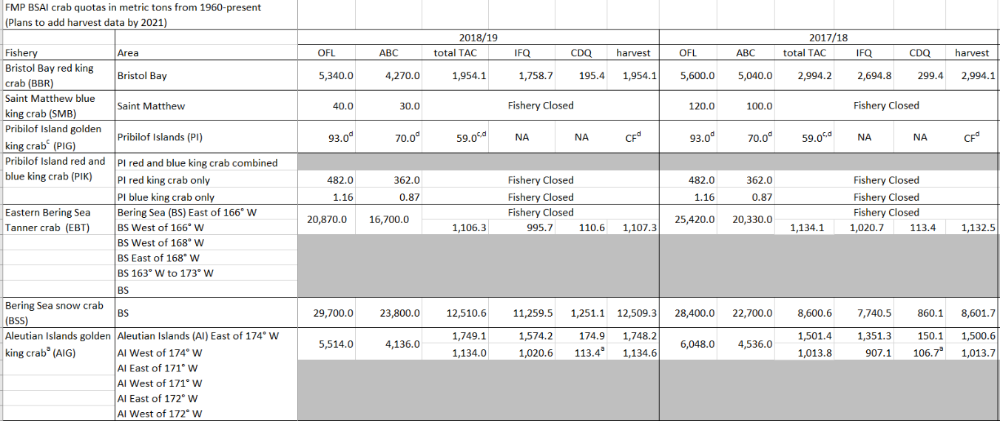 FMP BSAI crab quotas in metric tons from 1960-present
(Plans to add harvest data by 2021)
2018/19 2017/18
Fishery Area OFL ABC total TAC IFQ CDQ harvest OFL ABC total TAC IFQ CDQ harvest
Bristol Bay red king
crab (BBR) Bristol Bay 5,340.0 4,270.0 1,954.1 1,758.7 195.4 1,954.1 5,600.0 5,040.0 2,994.2 2,694.8 299.4 2,994.1
Saint Matthew blue
king crab (SMB) Saint Matthew 40.0 30.0 Fishery Closed 120.0 100.0 Fishery Closed
Pribilof Island golden
king crab^c (PIG) Pribilof Islands (PI) 93.0^d 70.0^d 59.0^c,d NA NA CF^d 93.0^d 70.0^d 59.0^c,d NA NA CF^d
Pribilof Island red and PI red and blue king crab combined
blue king crab (PIK) PI red king crab only 482.0 362.0 Fishery Closed 482.0 362.0 Fishery Closed
PI blue king crab only 1.16 0.87 Fishery Closed 1.16 0.87 Fishery Closed
Eastern Bering Sea Bering Sea (BS) East of 166° W 20,870.0 16,700.0 Fishery Closed 25,420.0 20,330.0 Fishery Closed
Tanner crab (EBT) BS West of 166° W 1,106.3 995.7 110.6 1,107.3 1,134.1 1,020.7 113.4 1,132.5
BS West of 168° W
BS East of 168° W
BS 163° W to 173° W
BS
Bering Sea snow crab
(BSS) BS 29,700.0 23,800.0 12,510.6 11,259.5 1,251.1 12,509.3 28,400.0 22,700.0 8,600.6 7,740.5 860.1 8,601.7
Aleutian Islands golden Aleutian Islands (AI) East of 174° W 5,514.0 4,136.0 1,749.1 1,574.2 174.9 1,748.2 6,048.0 4,536.0 1,501.4 1,351.3 150.1 1,500.6
king crab^a (AIG) AI West of 174° W 1,134.0 1,020.6 113.4^a 1,134.6 1,013.8 907.1 106.7^a 1,013.7
AI East of 171° W
AI West of 171° W
AI East of 172° W
AI West of 172° W